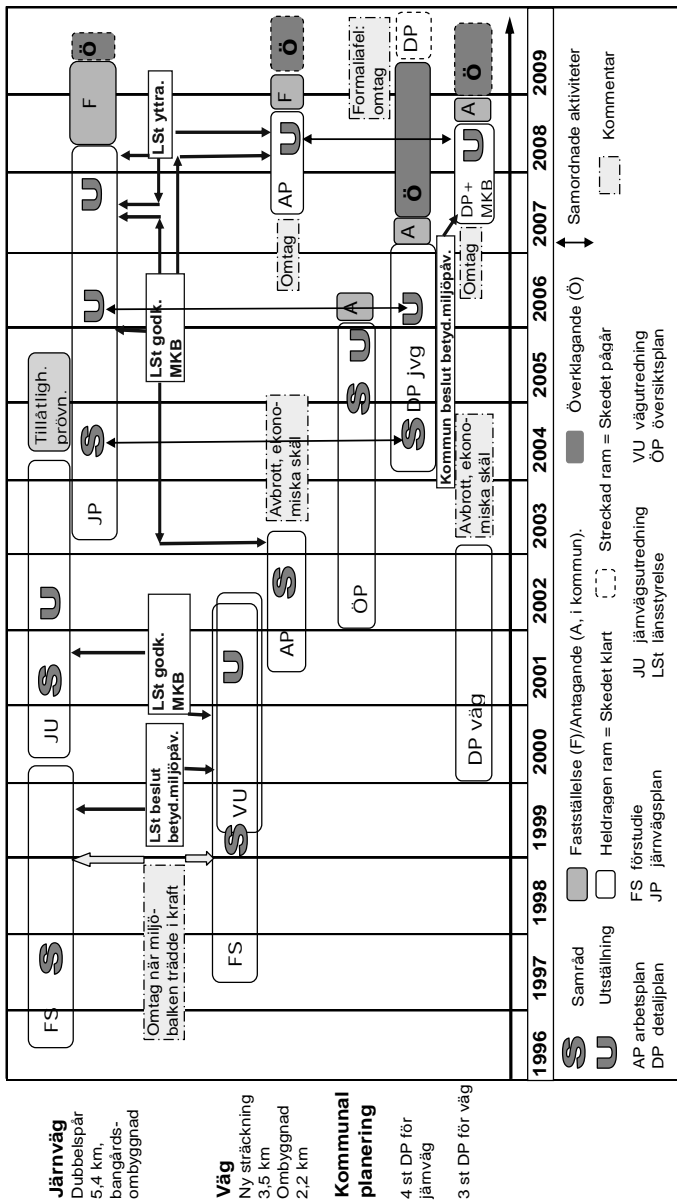 Järnväg
Dubbelspår
5,4 km,
bangårds-
ombyggnad
FS
S
JU
S
U
Tillåtligh.
prövn.
JP
S
U
U
F
Ö
Omtag när miljö-
balken trädde i kraft
LSt beslut
betyd.miljöpåv.
LSt godk.
MKB
LSt godk.
MKB
LSt yttra.
Väg
Ny sträckning
3,5 km
Ombyggnad
2,2 km
FS
S
VU
U
AP
S
Avbrott, ekono-
miska skäl
Omtag
AP
U
F
Ö
Kommunal
planering
ÖP
S
U
A
Formaliafel:
omtag
4 st DP för
järnväg
S
DP jvg
U
A
Ö
DP
Kommun beslut betyd.miljöpåv.
3 st DP för väg
DP väg
Avbrott, ekono-
miska skäl
Omtag
DP+
MKB
U
A
Ö
1996 1997 1998 1999 2000 2001 2002 2003 2004 2005 2006 2007 2008 2009
S Samråd
U Utställning
Fastställelse (F)/Antagande (A, i kommun).
Heldragen ram = Skedet klart
Överklagande (Ö)
Streckad ram = Skedet pågår
Samordnade aktiviteter
Kommentar
AP arbetsplan
DP detaljplan
FS förstudie
JP järnvägsplan
JU järnvägsutredning
LSt länsstyrelse
VU vägutredning
ÖP översiktsplan